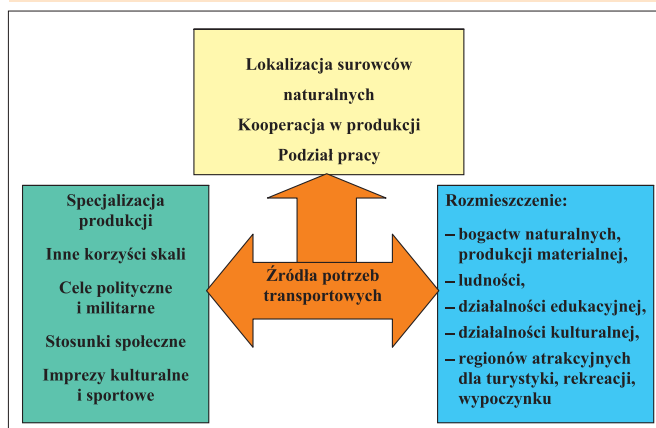 Lokalizacja surowców
naturalnych
Kooperacja w produkcji
Podział pracy
Specjalizacja
produkcji
Inne korzyści skali
Cele polityczne
i militarne
Stosunki społeczne
Imprezy kulturalne
i sportowe
Źródła potrzeb
transportowych
Rozmieszczenie:
– bogactw naturalnych,
produkcji materialnej,
– ludności,
– działalności edukacyjnej,
– działalności kulturalnej,
– regionów atrakcyjnych
dla turystyki, rekreacji,
wypoczynku